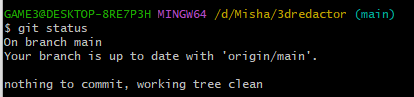 GAME3@DESKTOP-8RE7P3H MINGW64 /d/Misha/3dredactor (main)
$ git status
On branch main
Your branch is up to date with 'origin/main'.

nothing to commit, working tree clean